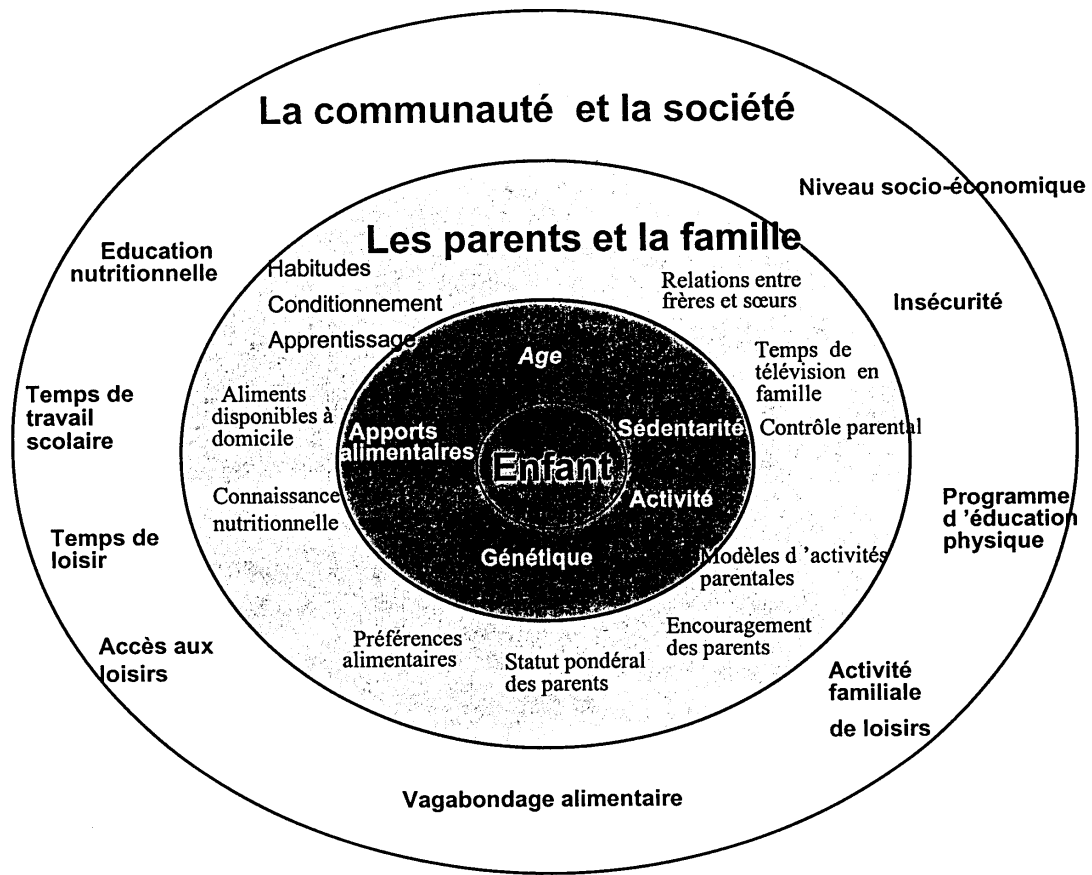 La communauté et la société
Niveau socio-économique
Les parents et la famille
Education
nutritionnelle
Habitudes
Conditionnement
Apprentissage
Relations entre
frères et sœurs
Insécurité
Age
Temps de
télévision en
famille
Contrôle parental
Temps de
travail
scolaire
Aliments
disponibles à
domicile
Apports
alimentaires
Sédentarité
Enfant
Activité
Connaissance
nutritionnelle
Génétique
Programme
d ’éducation
physique
Temps de
loisir
Modèles d ’activités
parentales
Accès aux
loisirs
Préférences
alimentaires
Statut pondéral
des parents
Encouragement
des parents
Activité
familiale
de loisirs
Vagabondage alimentaire